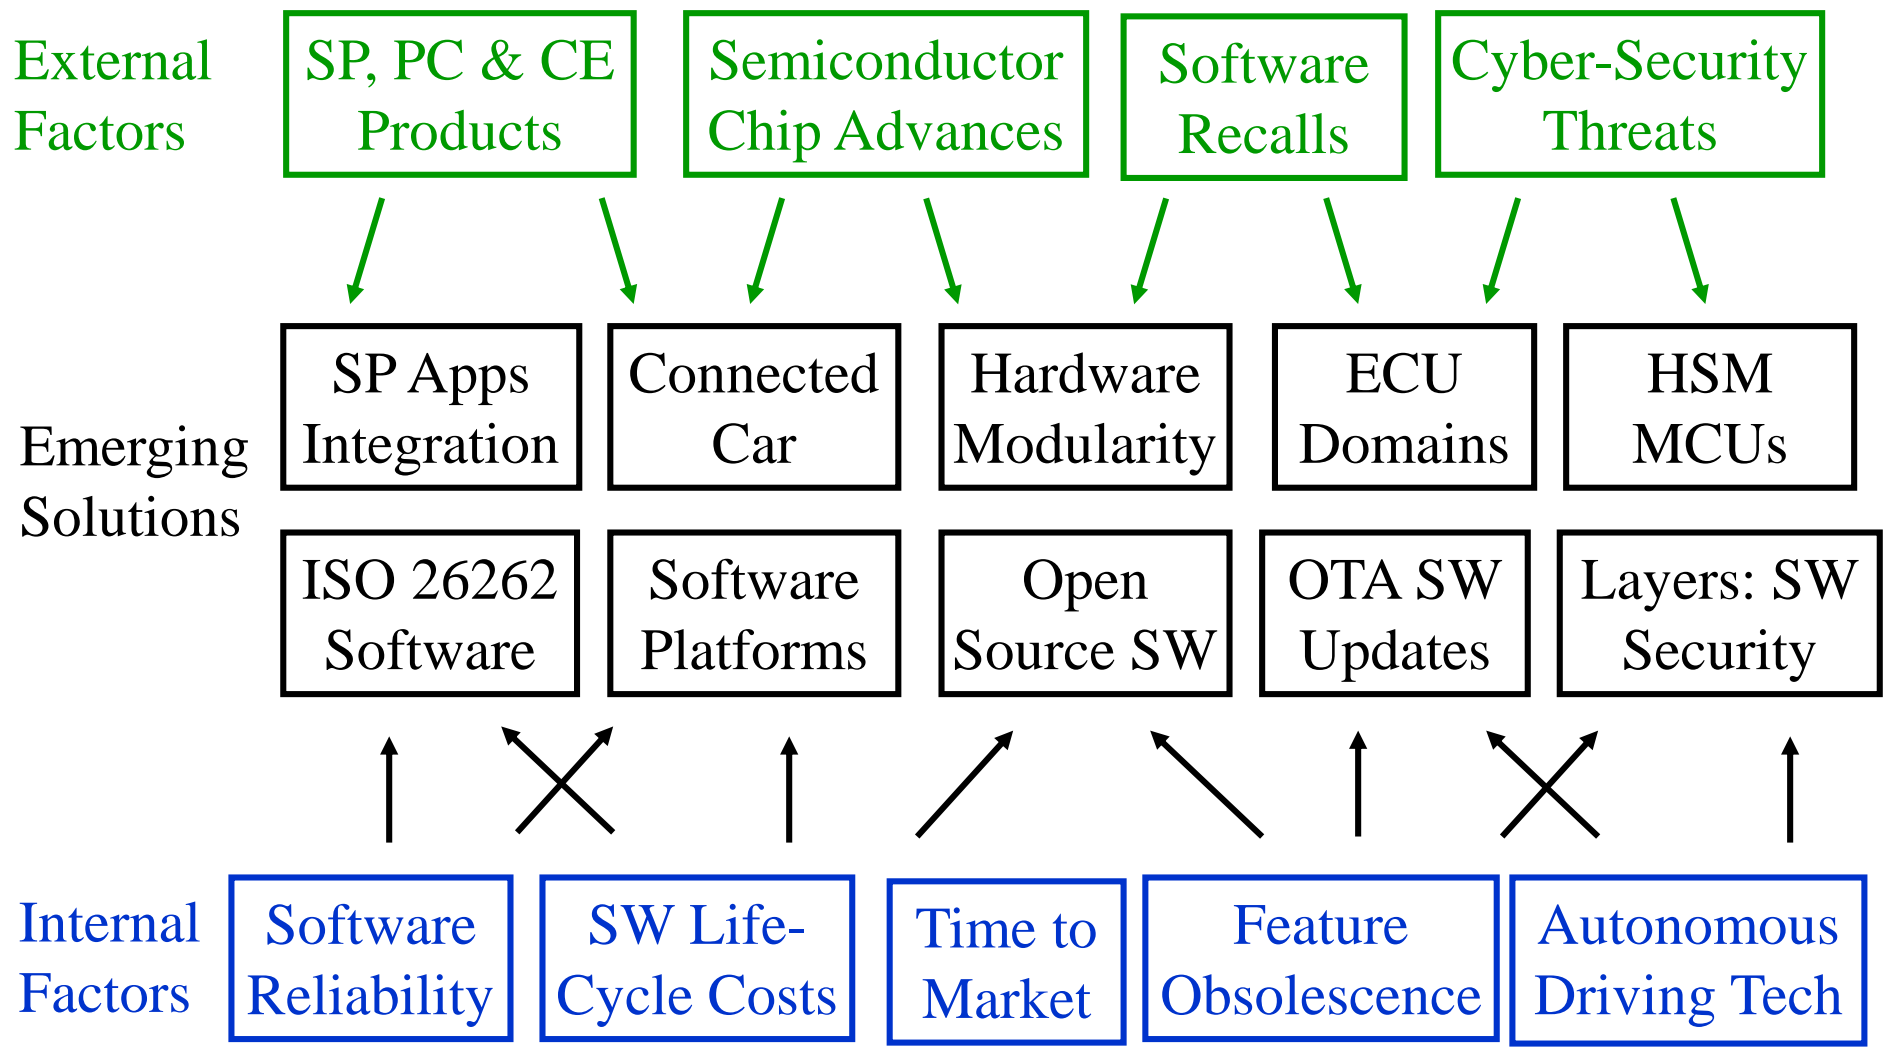 External
Factors
SP, PC & CE
Products
Semiconductor
Chip Advances
Software
Recalls
Cyber-Security
Threats
Emerging
Solutions
SP Apps
Integration
Connected
Car
Hardware
Modularity
ECU
Domains
HSM
MCUs
ISO 26262
Software
Software
Platforms
Open
Source SW
OTA SW
Updates
Layers: SW
Security
Internal
Factors
Software
Reliability
SW Life-
Cycle Costs
Time to
Market
Feature
Obsolescence
Autonomous
Driving Tech